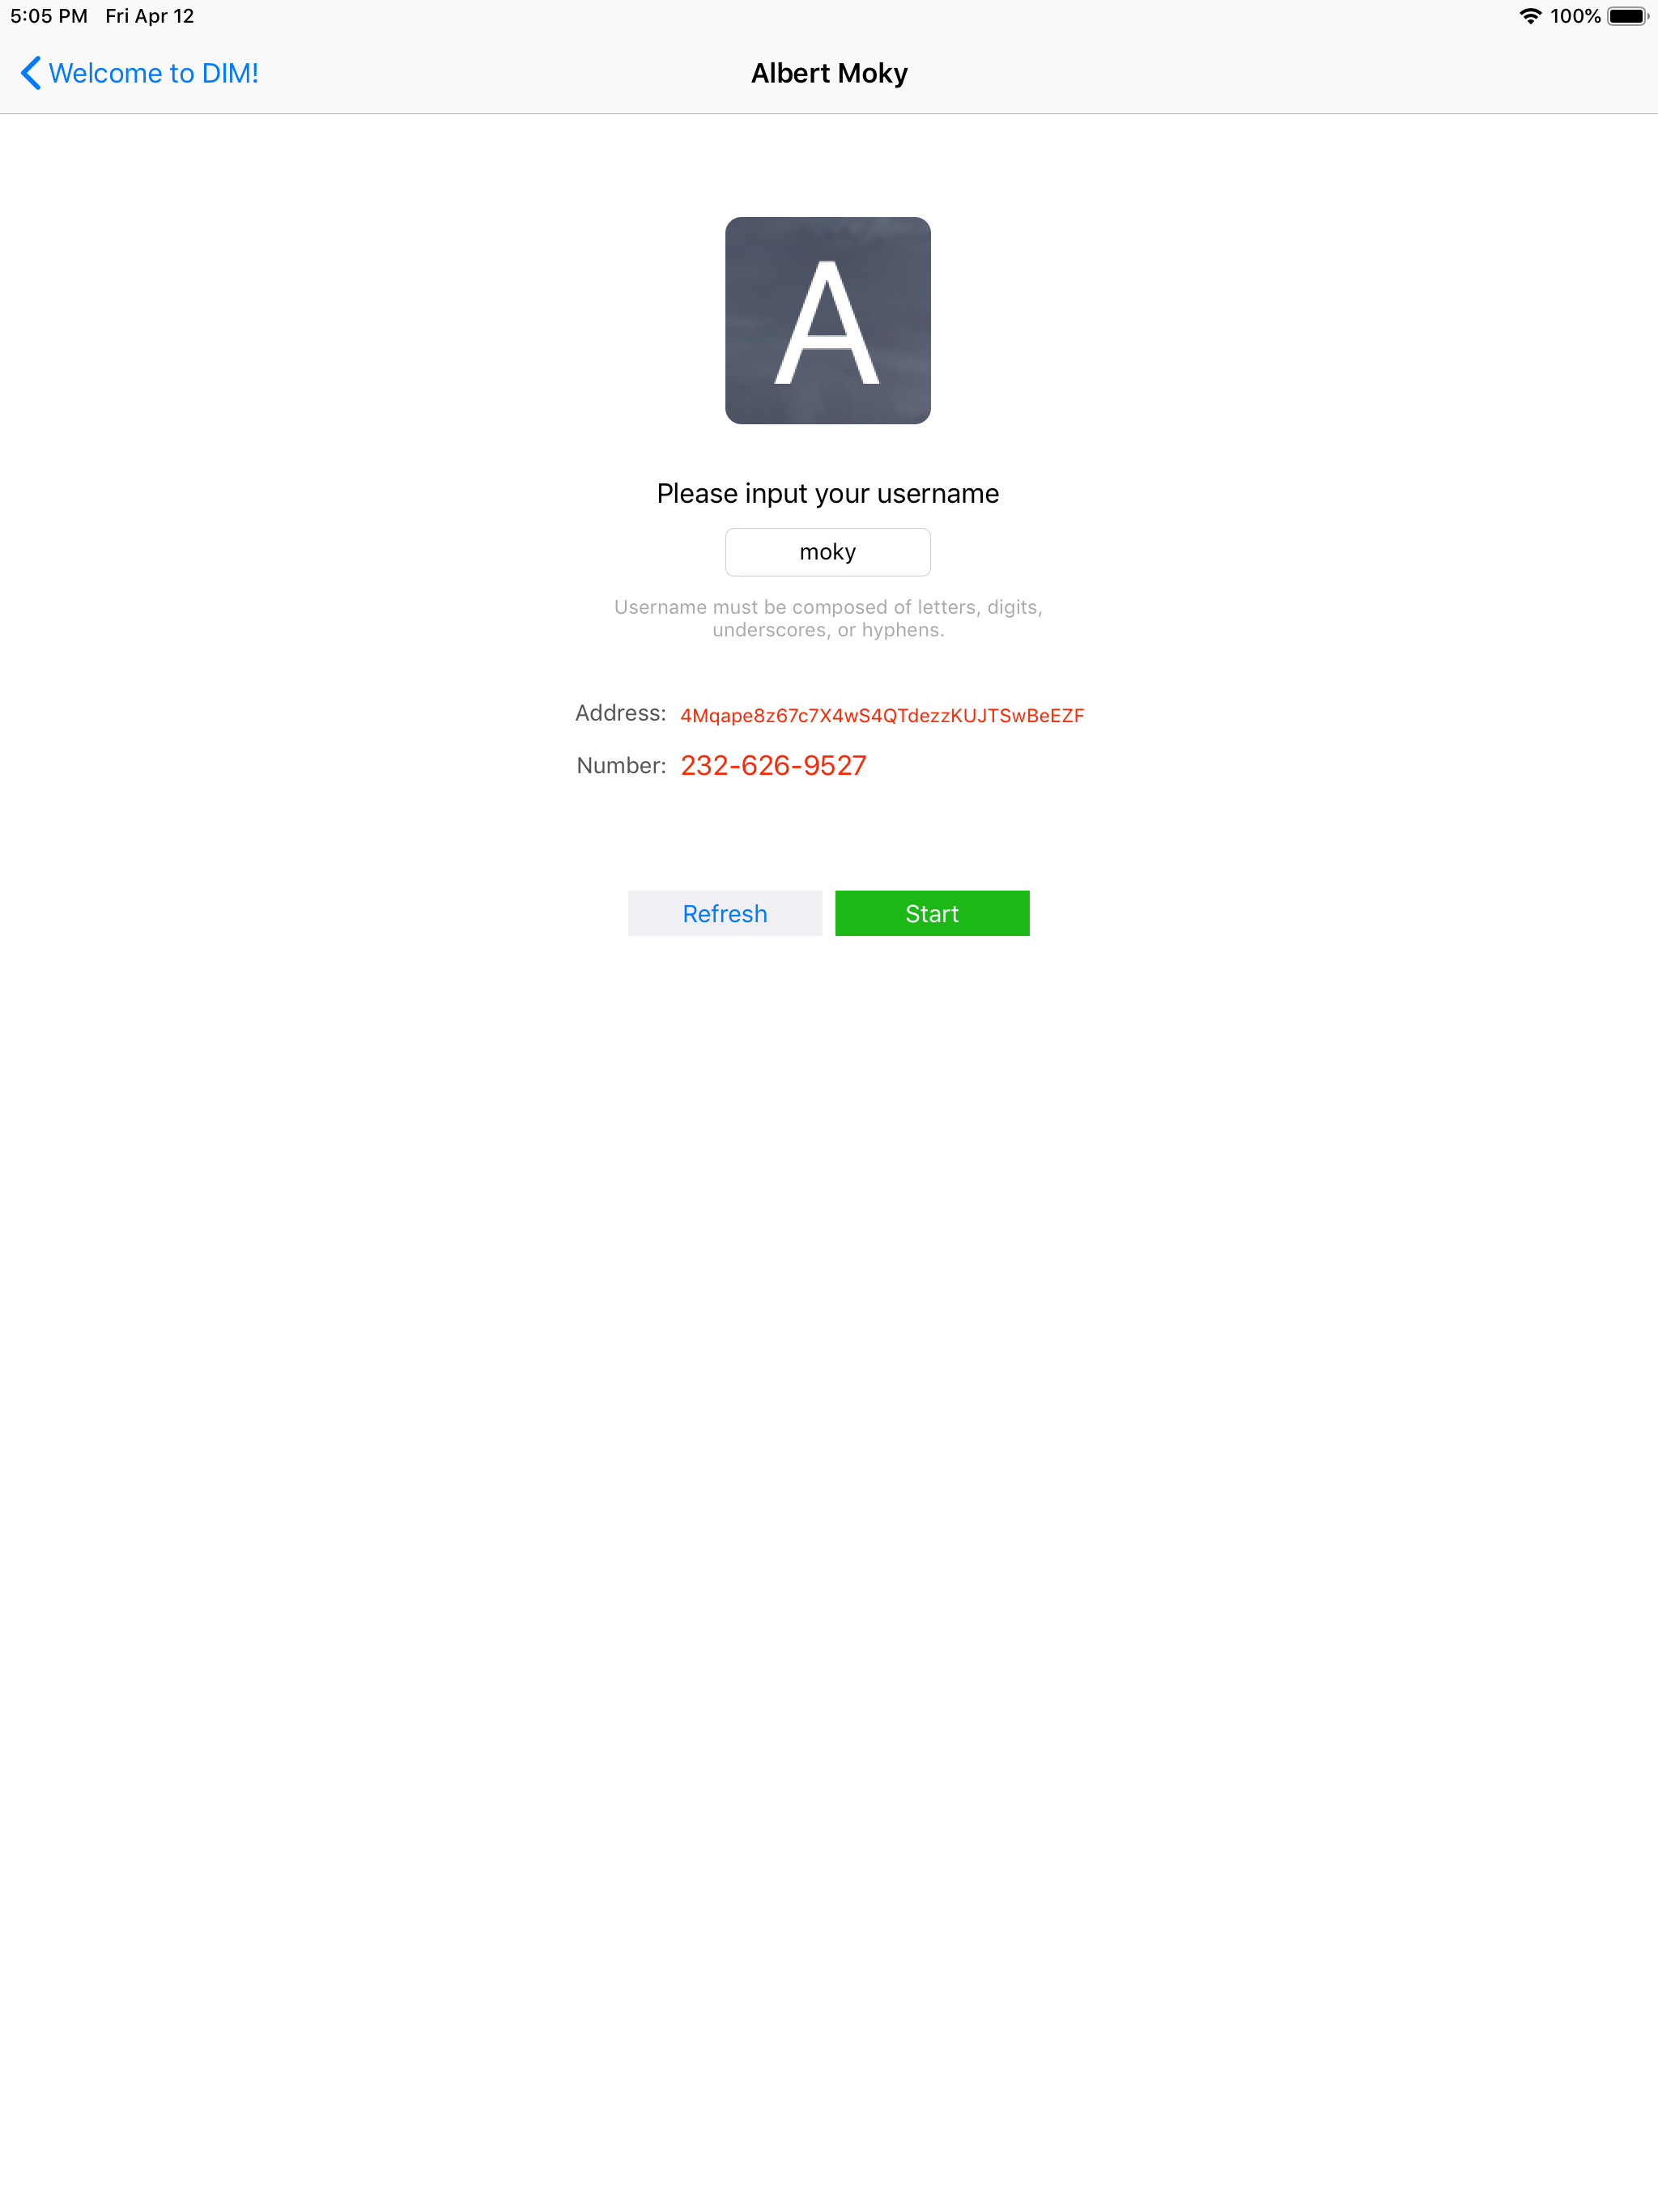 5:05 PM Fri Apr 12
100%
Welcome to DIM!
Albert Moky
A
Please input your username
moky
Username must be composed of letters, digits,
underscores, or hyphens.
Address: 4Mqape8z67c7X4wS4QTdezzKUJTSwBeEZF
Number: 232-626-9527
Refresh
Start